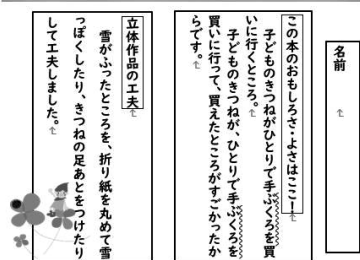 名前
この本のおもしろさ・よさはここ！
子どものきつねがひとりで手ぶくろを買
いに行くところ。
子どものきつねが、ひとりで手ぶくろを
買いに行って、買えたところがすごかったか
らです。
立体作品の工夫
雪がふったところを、折り紙を丸めて雪
っぽくしたり、きつねの足あとをつけたり
して工夫しました。